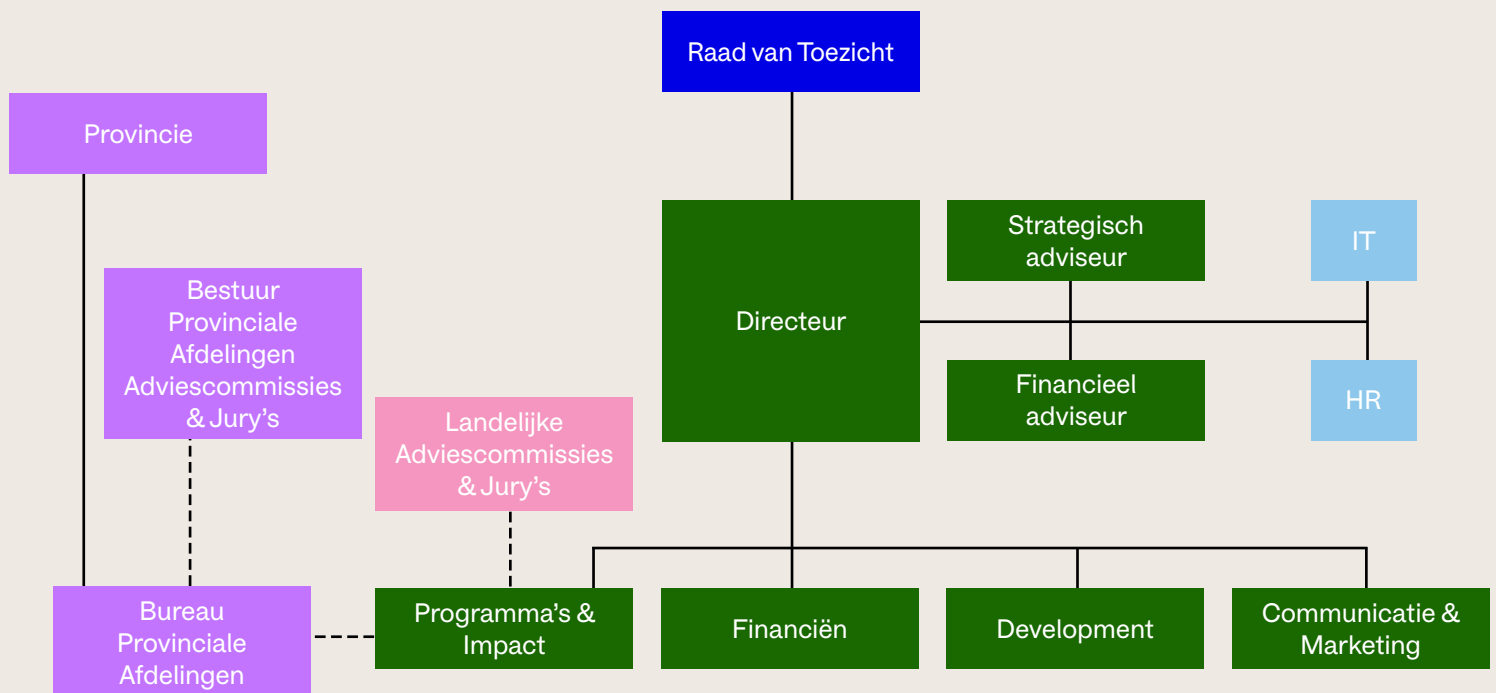 Raad van Toezicht
Provincie
Strategisch
adviseur
IT
Bestuur
Provinciale
Afdelingen
Adviescommissies
& Jury’s
Directeur
Financieel
adviseur
HR
Landelijke
Adviescommissies
& Jury’s
Bureau
Provinciale
Afdelingen
Programma’s &
Impact
Financiën
Development
Communicatie &
Marketing